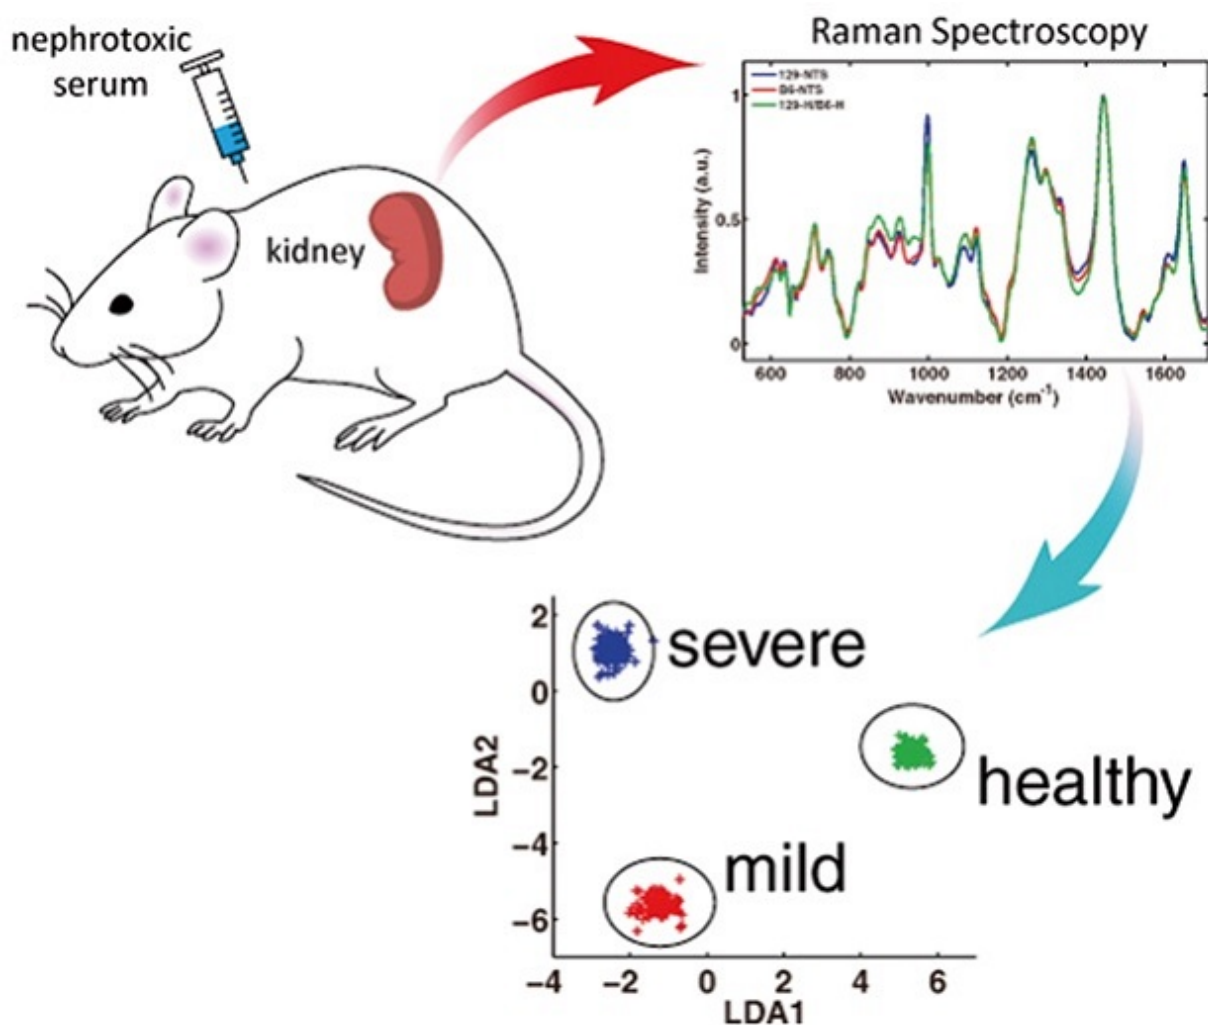 nephrotoxic
serum
kidney
Raman Spectroscopy
129-NTS
B6-NTS
129-H/B6-H
Intensity (a.u.)
1
0.5
0
600 800 1000 1200 1400 1600
Wavenumber (cm⁻¹)
severe
healthy
mild
LDA2
2
0
−2
−4
−6
−4 −2 0 2 4 6
LDA1